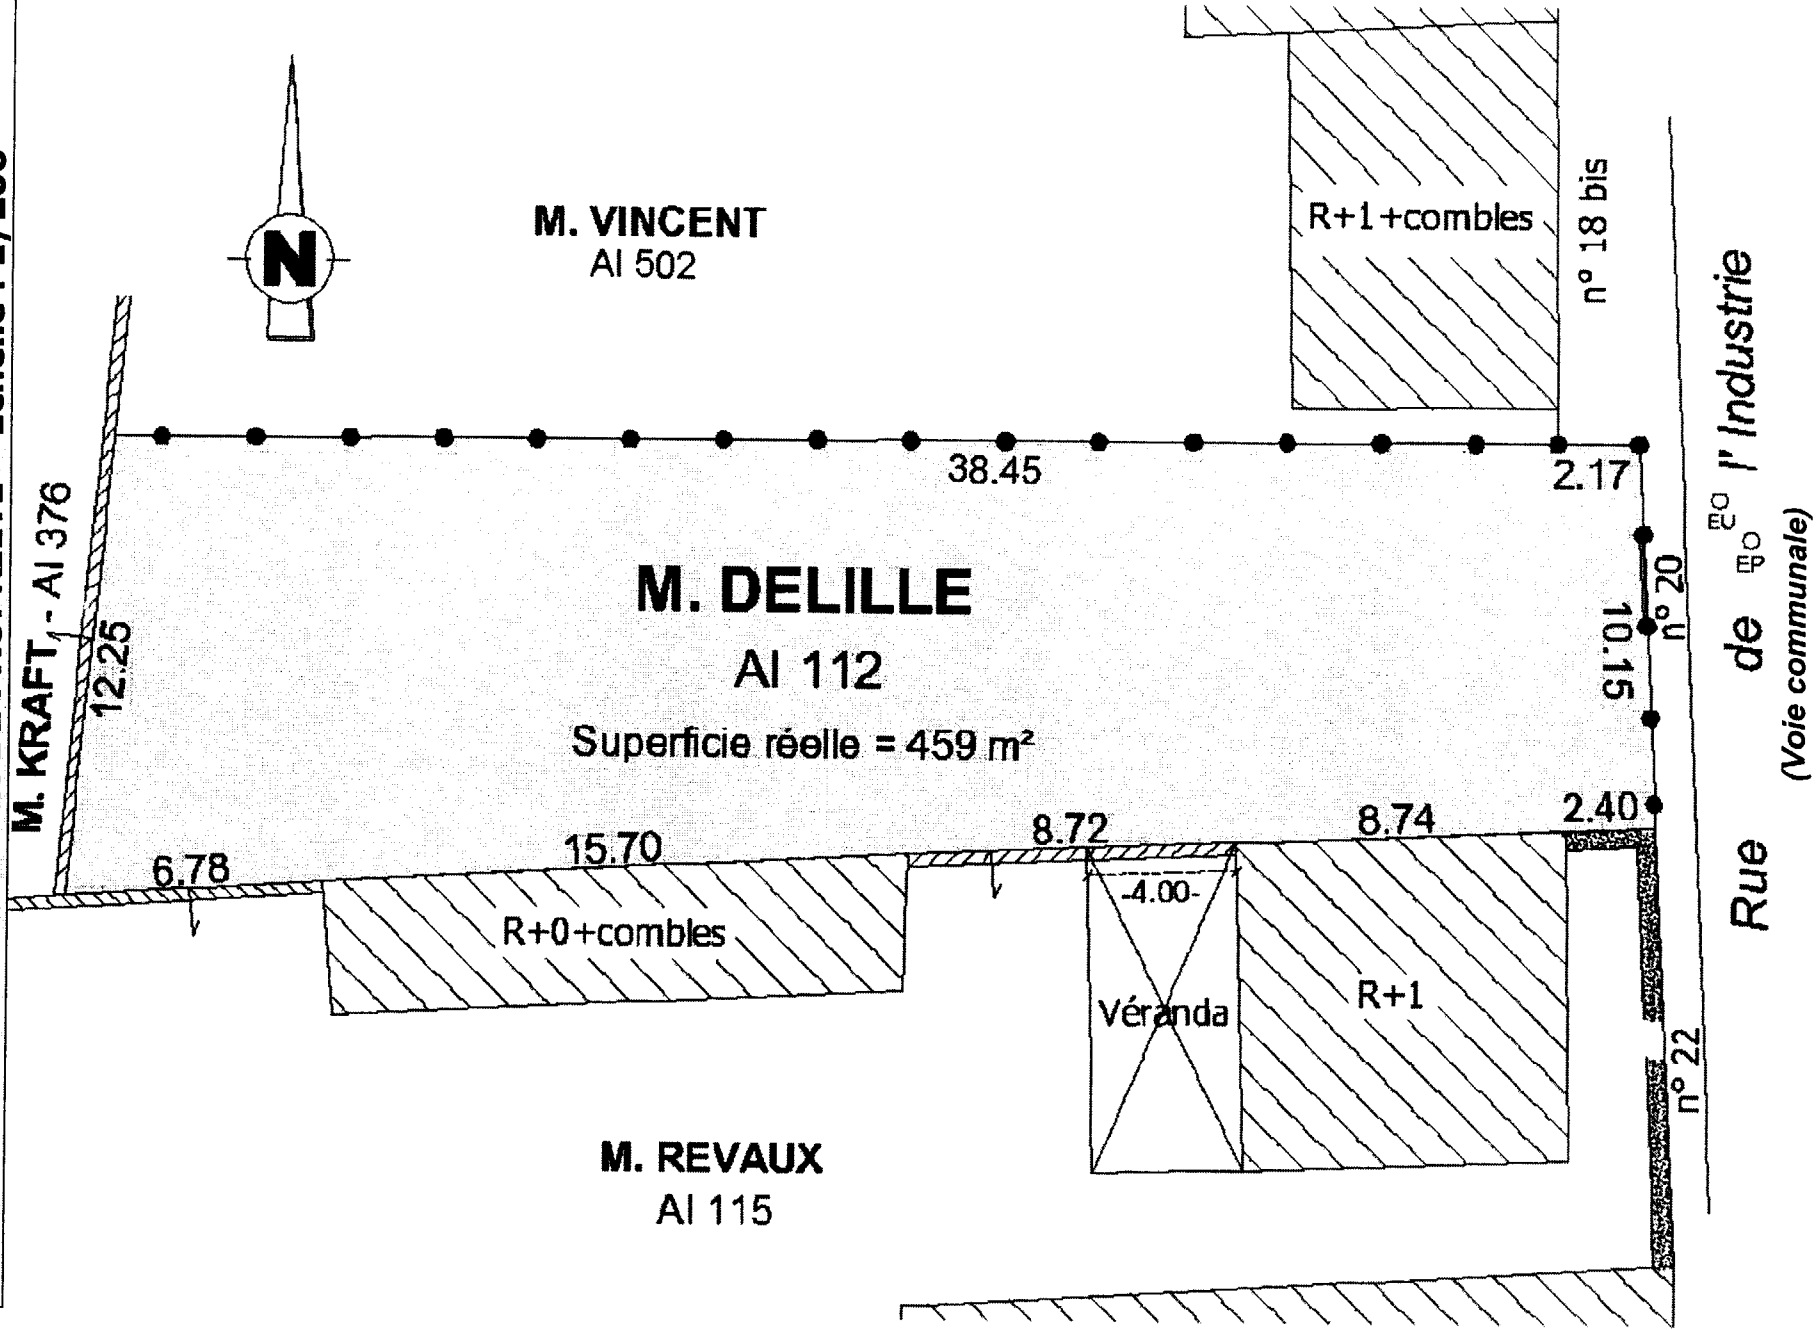 M. VINCENT
AI 502
R+1+combles
n° 18 bis
Rue de l' Industrie
(Voie communale)
EU
EP
38.45
2.17
M. KRAFT - AI 376
12.25
M. DELILLE
AI 112
Superficie réelle = 459 m²
n° 20
10.15
6.78
15.70
8.72
8.74
2.40
-4.00-
R+0+combles
Véranda
R+1
n° 22
M. REVAUX
AI 115
N